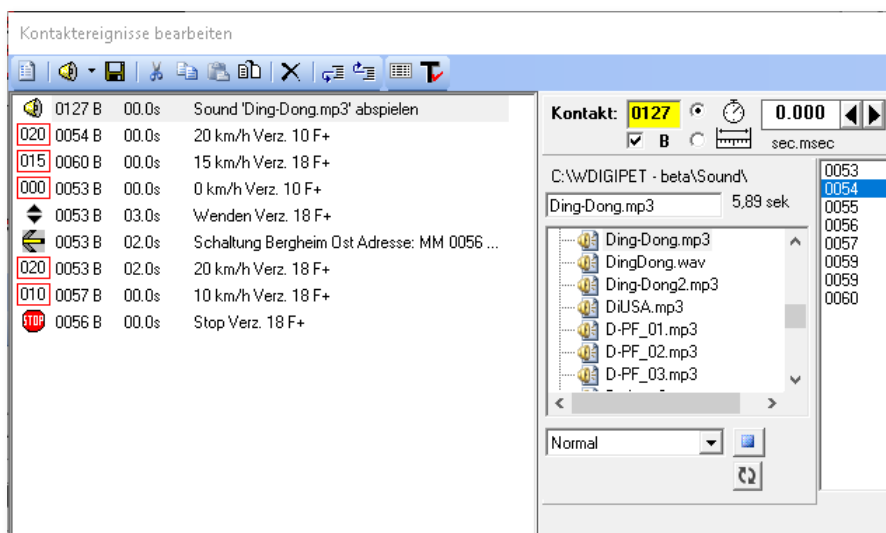 Kontaktereignisse bearbeiten
0127 B 00.0s Sound 'Ding-Dong.mp3' abspielen
020 0054 B 00.0s 20 km/h Verz. 10 F+
015 0060 B 00.0s 15 km/h Verz. 18 F+
000 0053 B 00.0s 0 km/h Verz. 10 F+
0053 B 03.0s Wenden Verz. 18 F+
0053 B 02.0s Schaltung Bergheim Ost Adresse: MM 0056 ...
020 0053 B 02.0s 20 km/h Verz. 18 F+
010 0057 B 00.0s 10 km/h Verz. 18 F+
STOP 0056 B 00.0s Stop Verz. 18 F+
Kontakt: 0127 0.000
B sec.msec
C:\WDIGIPET - beta\Sound\
Ding-Dong.mp3 5,89 sek
Ding-Dong.mp3
DingDong.wav
Ding-Dong2.mp3
DiUSA.mp3
D-PF_01.mp3
D-PF_02.mp3
D-PF_03.mp3
Normal
0053
0054
0055
0056
0057
0059
0059
0060